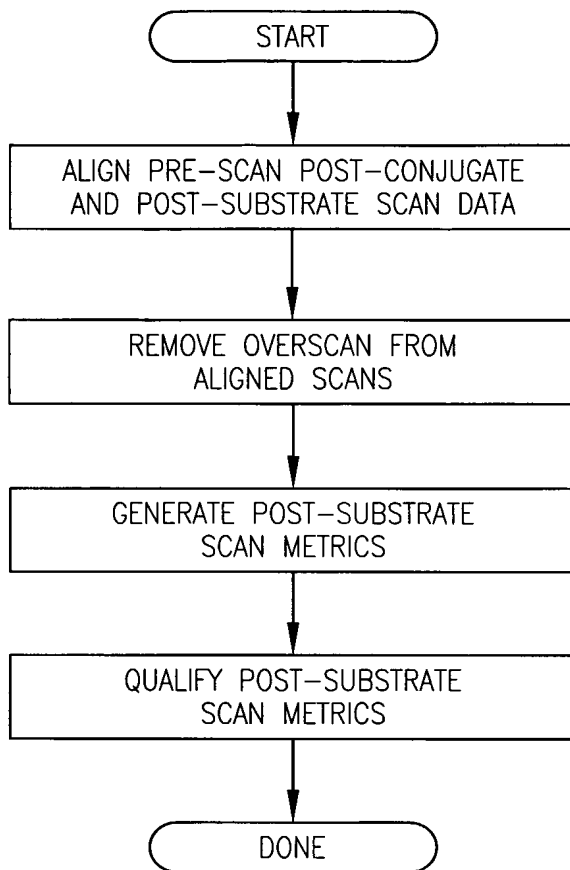 START
ALIGN PRE-SCAN POST-CONJUGATE
AND POST-SUBSTRATE SCAN DATA
REMOVE OVERSCAN FROM
ALIGNED SCANS
GENERATE POST-SUBSTRATE
SCAN METRICS
QUALIFY POST-SUBSTRATE
SCAN METRICS
DONE